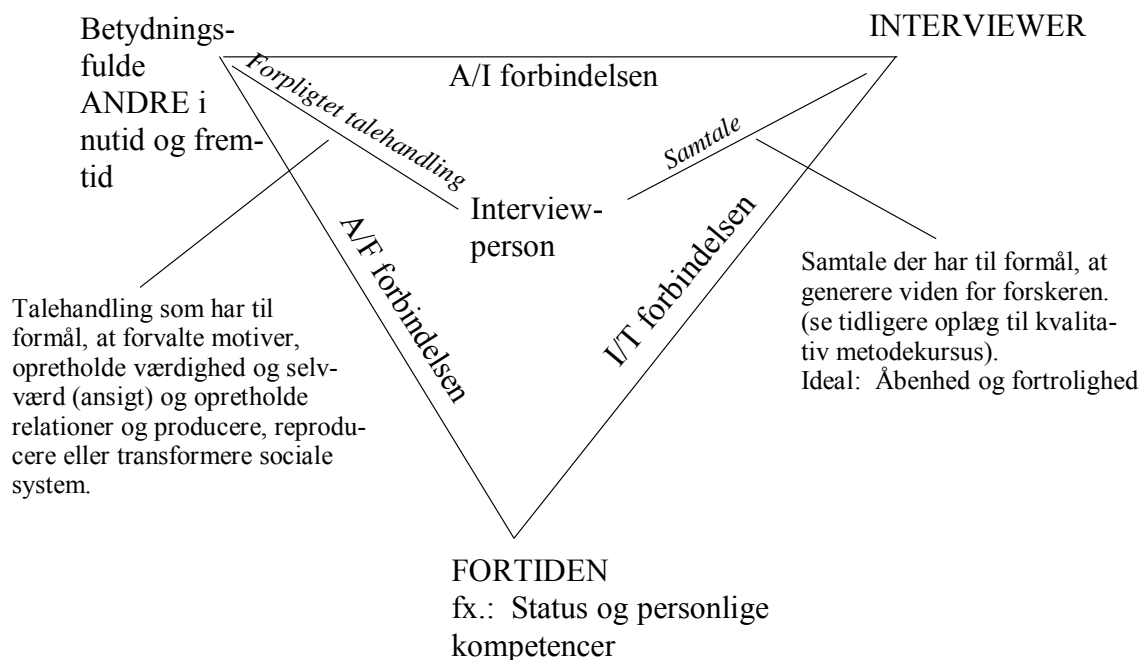 Betydnings-
fulde
ANDRE i
nutid og frem-
tid
INTERVIEWER
A/I forbindelsen
Forpligtet talehandling
Samtale
Interview-
person
A/F forbindelsen
I/T forbindelsen
Talehandling som har til
formål, at forvalte motiver,
opretholde værdighed og selv-
værd (ansigt) og opretholde
relationer og producere, reprodu-
cere eller transformere sociale
system.
Samtale der har til formål, at
generere viden for forskeren.
(se tidligere oplæg til kvalita-
tiv metodekursus).
Ideal:  Åbenhed og fortrolighed
FORTIDEN
fx.:  Status og personlige
kompetencer